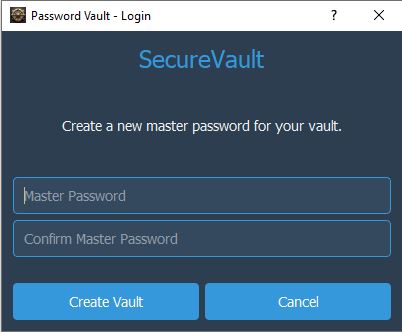 Password Vault - Login
?
SecureVault
Create a new master password for your vault.
Master Password
Confirm Master Password
Create Vault
Cancel